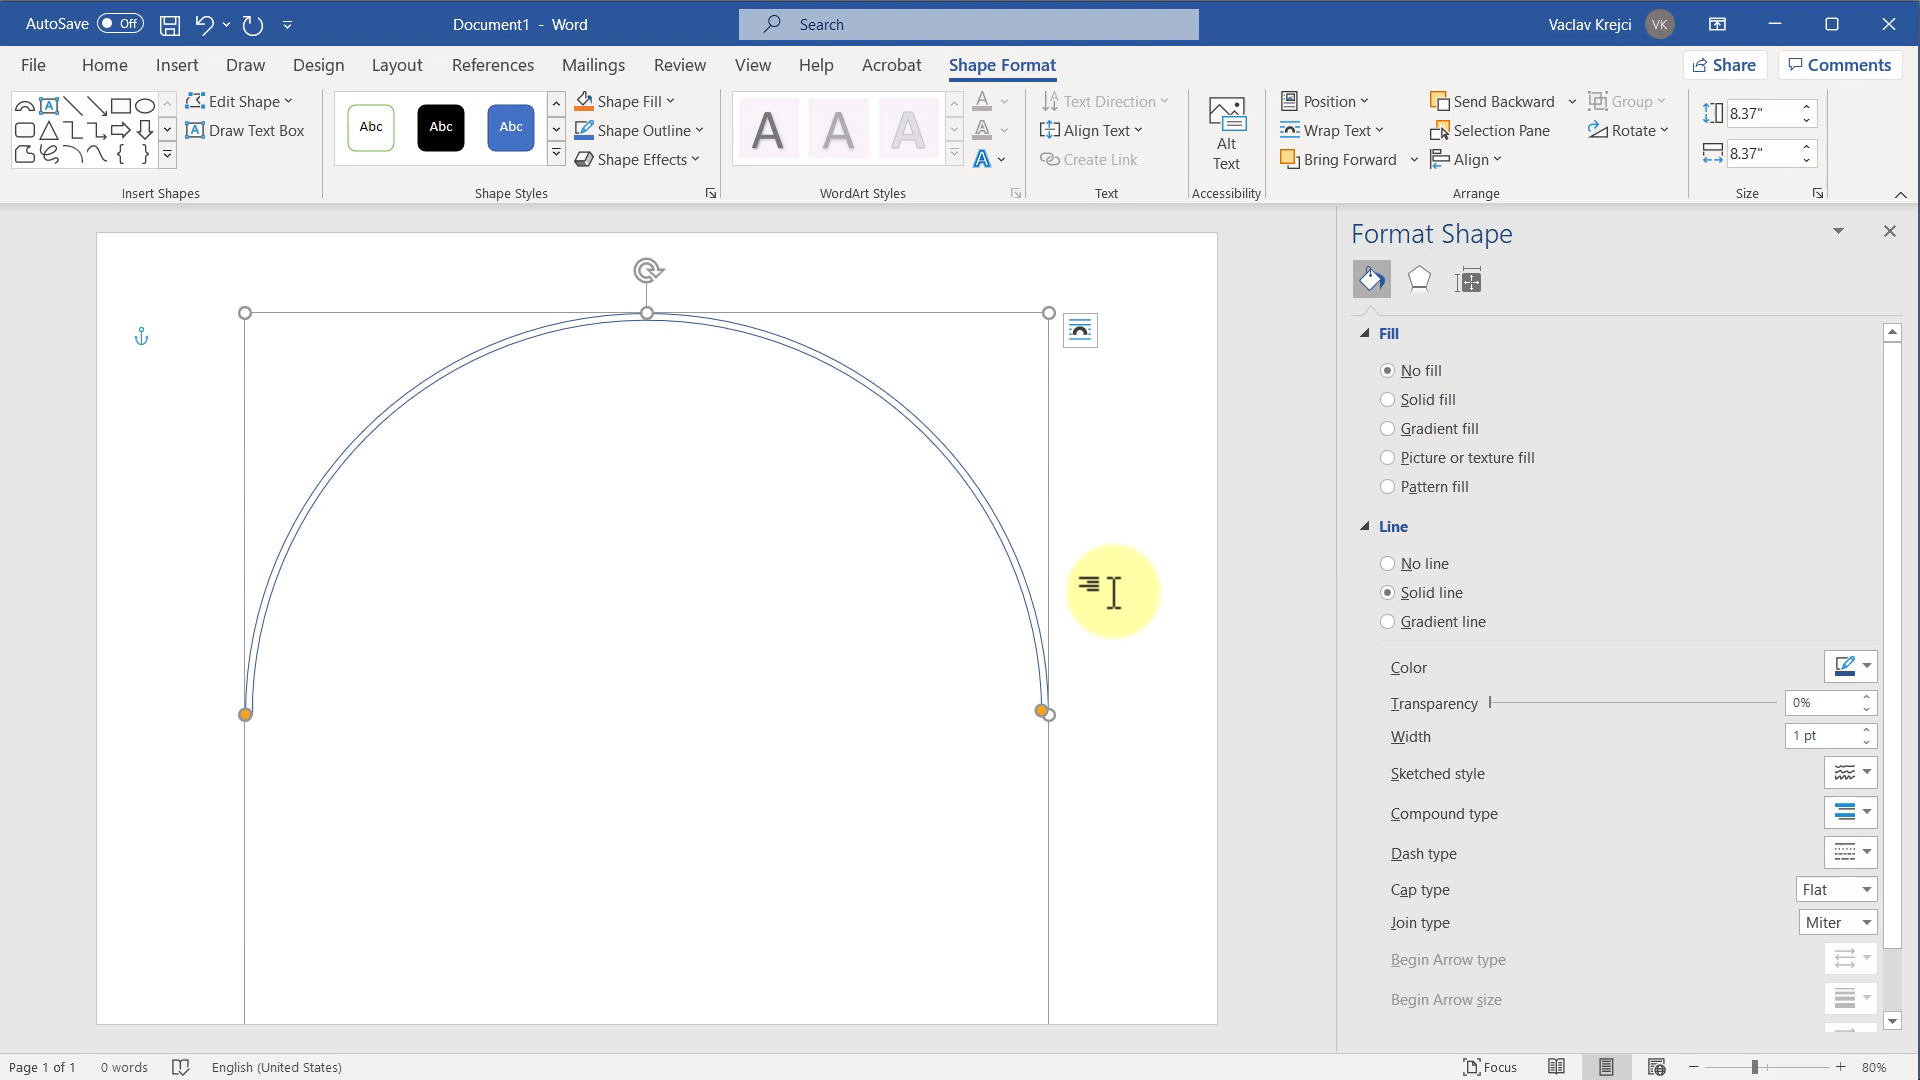 AutoSave Off Document1 - Word Search Vaclav Krejci VK
File Home Insert Draw Design Layout References Mailings Review View Help Acrobat Shape Format Share Comments
Edit Shape
Draw Text Box
Insert Shapes
Abc Abc Abc
Shape Fill
Shape Outline
Shape Effects
Shape Styles
A A A
A
A
A
WordArt Styles
Text Direction
Align Text
Create Link
Text
Alt
Text
Accessibility
Position
Wrap Text
Bring Forward
Send Backward
Selection Pane
Align
Group
Rotate
Arrange
8.37"
8.37"
Size
Format Shape
Fill
No fill
Solid fill
Gradient fill
Picture or texture fill
Pattern fill
Line
No line
Solid line
Gradient line
Color
Transparency 0%
Width 1 pt
Sketched style
Compound type
Dash type
Cap type Flat
Join type Miter
Begin Arrow type
Begin Arrow size
Page 1 of 1 0 words English (United States) Focus 80%